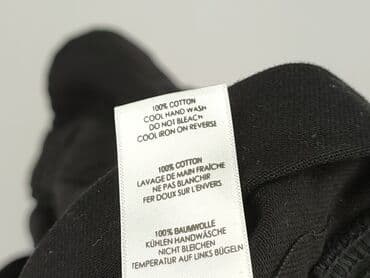 100% COTTON
COOL HAND WASH
DO NOT BLEACH
COOL IRON ON REVERSE
100% COTTON
LAVAGE DE MAIN FRAÎCHE
NE PAS BLANCHIR
FER DOUX SUR L'ENVERS
100% BAUMWOLLE
KÜHLEN HANDWÄSCHE
NICHT BLEICHEN
TEMPERATUR AUF LINKS BÜGELN